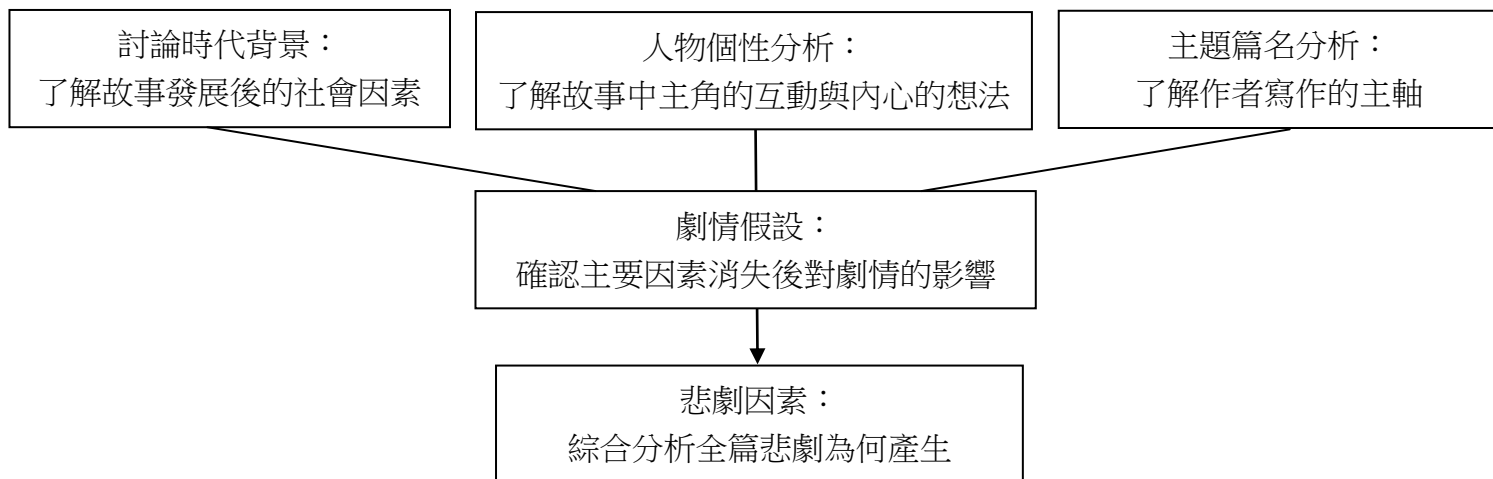 討論時代背景：
了解故事發展後的社會因素
人物個性分析：
了解故事中主角的互動與內心的想法
主題篇名分析：
了解作者寫作的主軸
劇情假設：
確認主要因素消失後對劇情的影響
悲劇因素：
綜合分析全篇悲劇為何產生